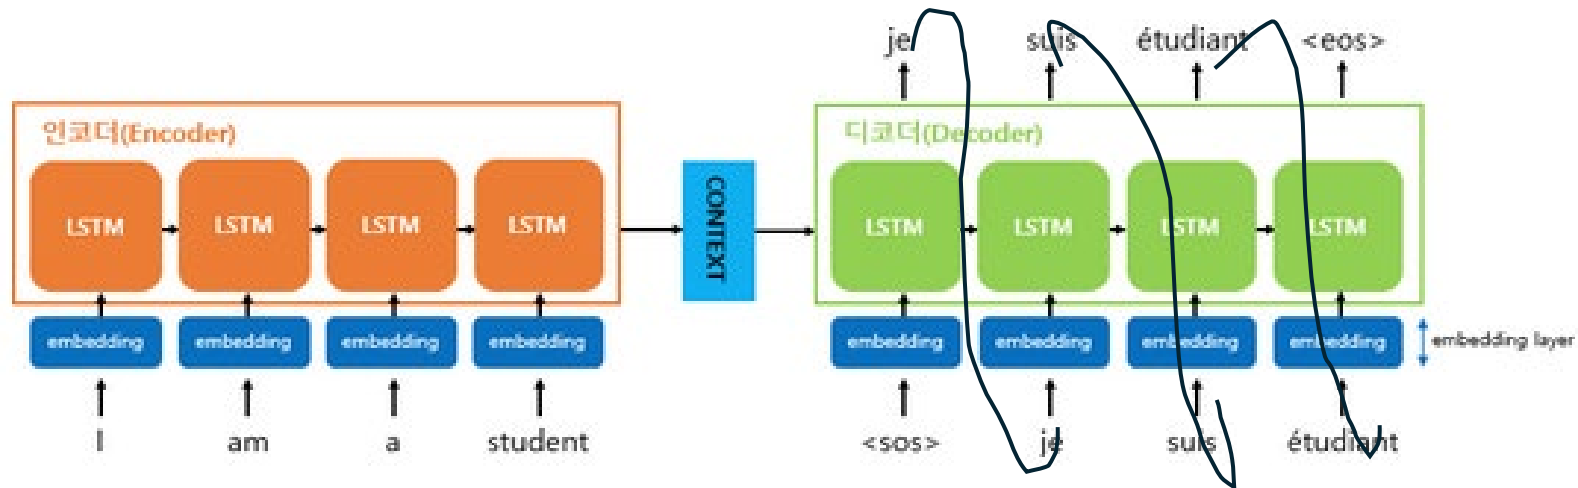 je suis étudiant <eos>
인코더(Encoder) 디코더(Decoder)
LSTM LSTM LSTM LSTM CONTEXT LSTM LSTM LSTM LSTM
embedding embedding embedding embedding embedding embedding embedding embedding embedding layer
I am a student <sos> je suis étudiant